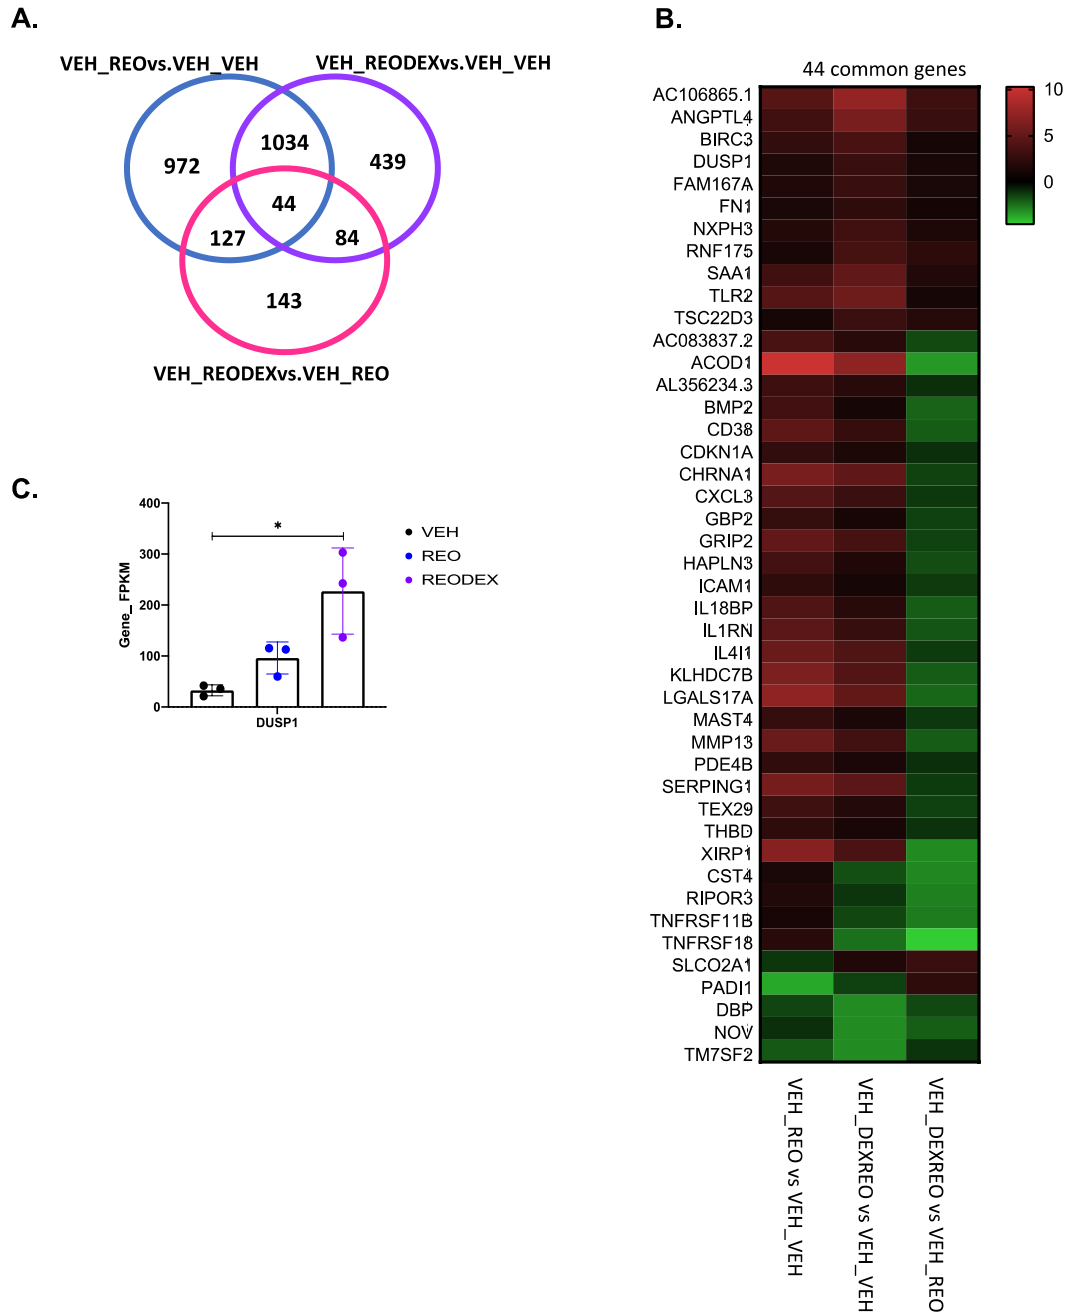 A.
VEH_REOvs.VEH_VEH
VEH_REODEXvs.VEH_VEH
972
1034
439
44
127
84
143
VEH_REODEXvs.VEH_REO
B.
44 common genes
AC106865.1
ANGPTL4
BIRC3
DUSP1
FAM167A
FN1
NXPH3
RNF175
SAA1
TLR2
TSC22D3
AC083837.2
ACOD1
AL356234.3
BMP2
CD38
CDKN1A
CHRNA1
CXCL3
GBP2
GRIP2
HAPLN3
ICAM1
IL18BP
IL1RN
IL4I1
KLHDC7B
LGALS17A
MAST4
MMP13
PDE4B
SERPING1
TEX29
THBD
XIRP1
CST4
RIPOR3
TNFRSF11B
TNFRSF18
SLCO2A1
PADI1
DBP
NOV
TM7SF2
10
5
0
VEH_REO vs VEH_VEH
VEH_DEXREO vs VEH_VEH
VEH_DEXREO vs VEH_REO
C.
Gene_FPKM
400
300
200
100
0
*
DUSP1
VEH
REO
REODEX